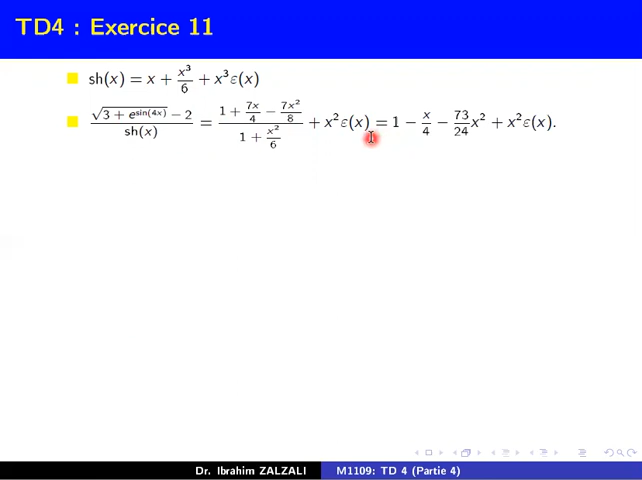 TD4 : Exercice 11
sh(x) = x + x³/6 + x³ε(x)
(√(3 + e^sin(4x)) − 2)/sh(x) = (1 + 7x/4 − 7x²/8)/(1 + x²/6) + x²ε(x) = 1 − x/4 − 73/24 x² + x²ε(x).
Dr. Ibrahim ZALZALI M1109: TD 4 (Partie 4)